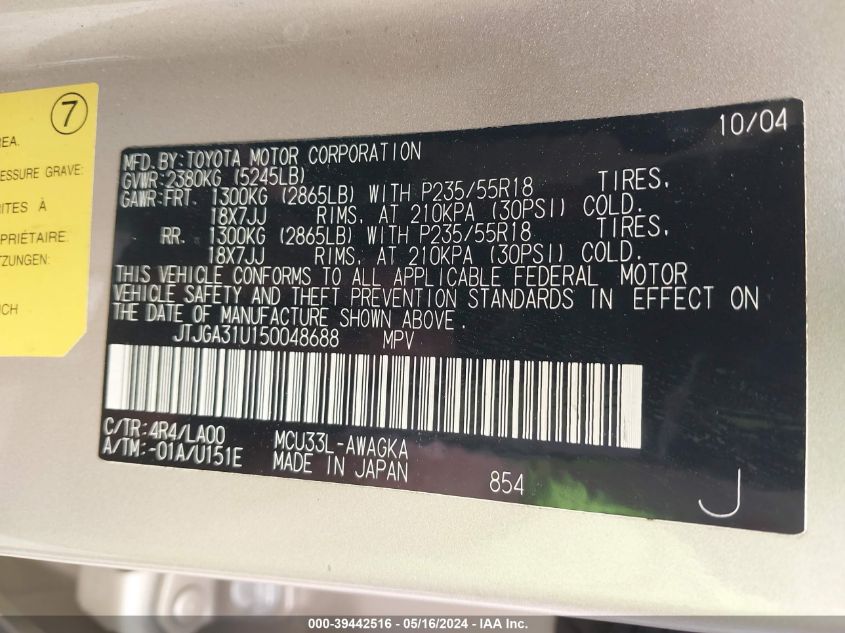 7
REA.
ESSURE GRAVE:
RITES À
PRIÉTAIRE.
TZUNGEN:
UCH
10/04
MFD. BY: TOYOTA MOTOR CORPORATION
GVWR: 2380KG (5245LB)
GAWR: FRT. 1300KG (2865LB) WITH P235/55R18 TIRES,
18X7JJ RIMS, AT 210KPA (30PSI) COLD.
RR. 1300KG (2865LB) WITH P235/55R18 TIRES,
18X7JJ RIMS, AT 210KPA (30PSI) COLD.
THIS VEHICLE CONFORMS TO ALL APPLICABLE FEDERAL MOTOR
VEHICLE SAFETY AND THEFT PREVENTION STANDARDS IN EFFECT ON
THE DATE OF MANUFACTURE SHOWN ABOVE.
JTJGA31U150048688 MPV
C/TR: 4R4/LA00 MCU33L-AWAGKA
A/TM: -01A/U151E MADE IN JAPAN
854
J
000-39442516 - 05/16/2024 - IAA Inc.